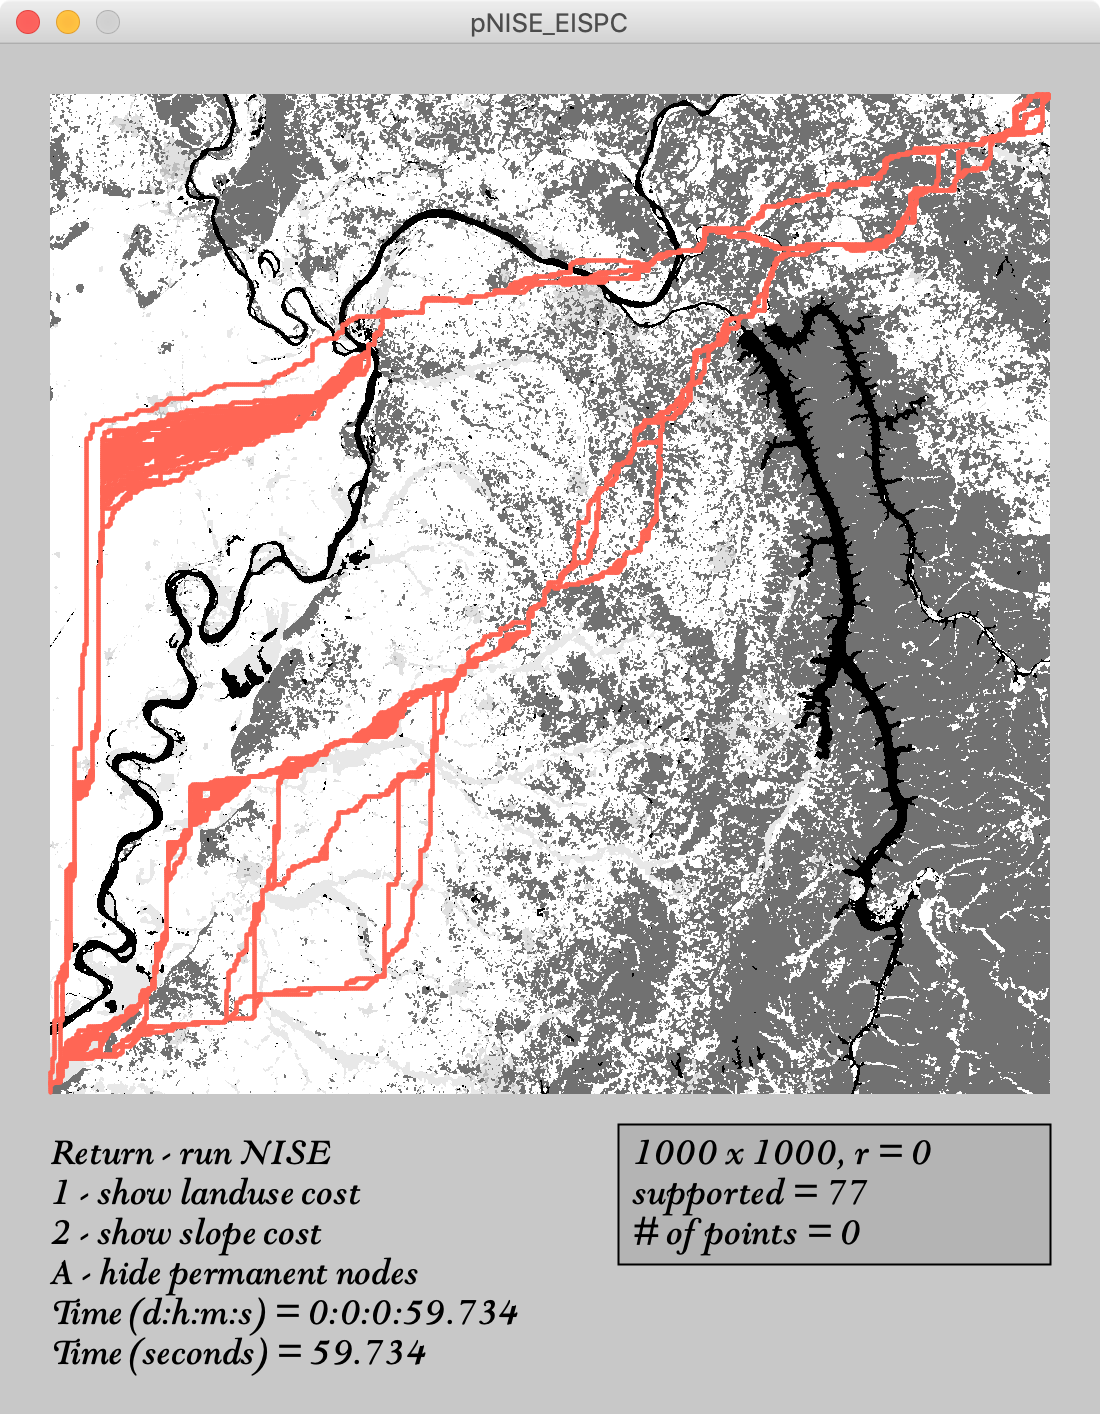 pNISE_EISPC
Return - run NISE
1 - show landuse cost
2 - show slope cost
A - hide permanent nodes
Time (d:h:m:s) = 0:0:0:59.734
Time (seconds) = 59.734
1000 x 1000, r = 0
supported = 77
# of points = 0